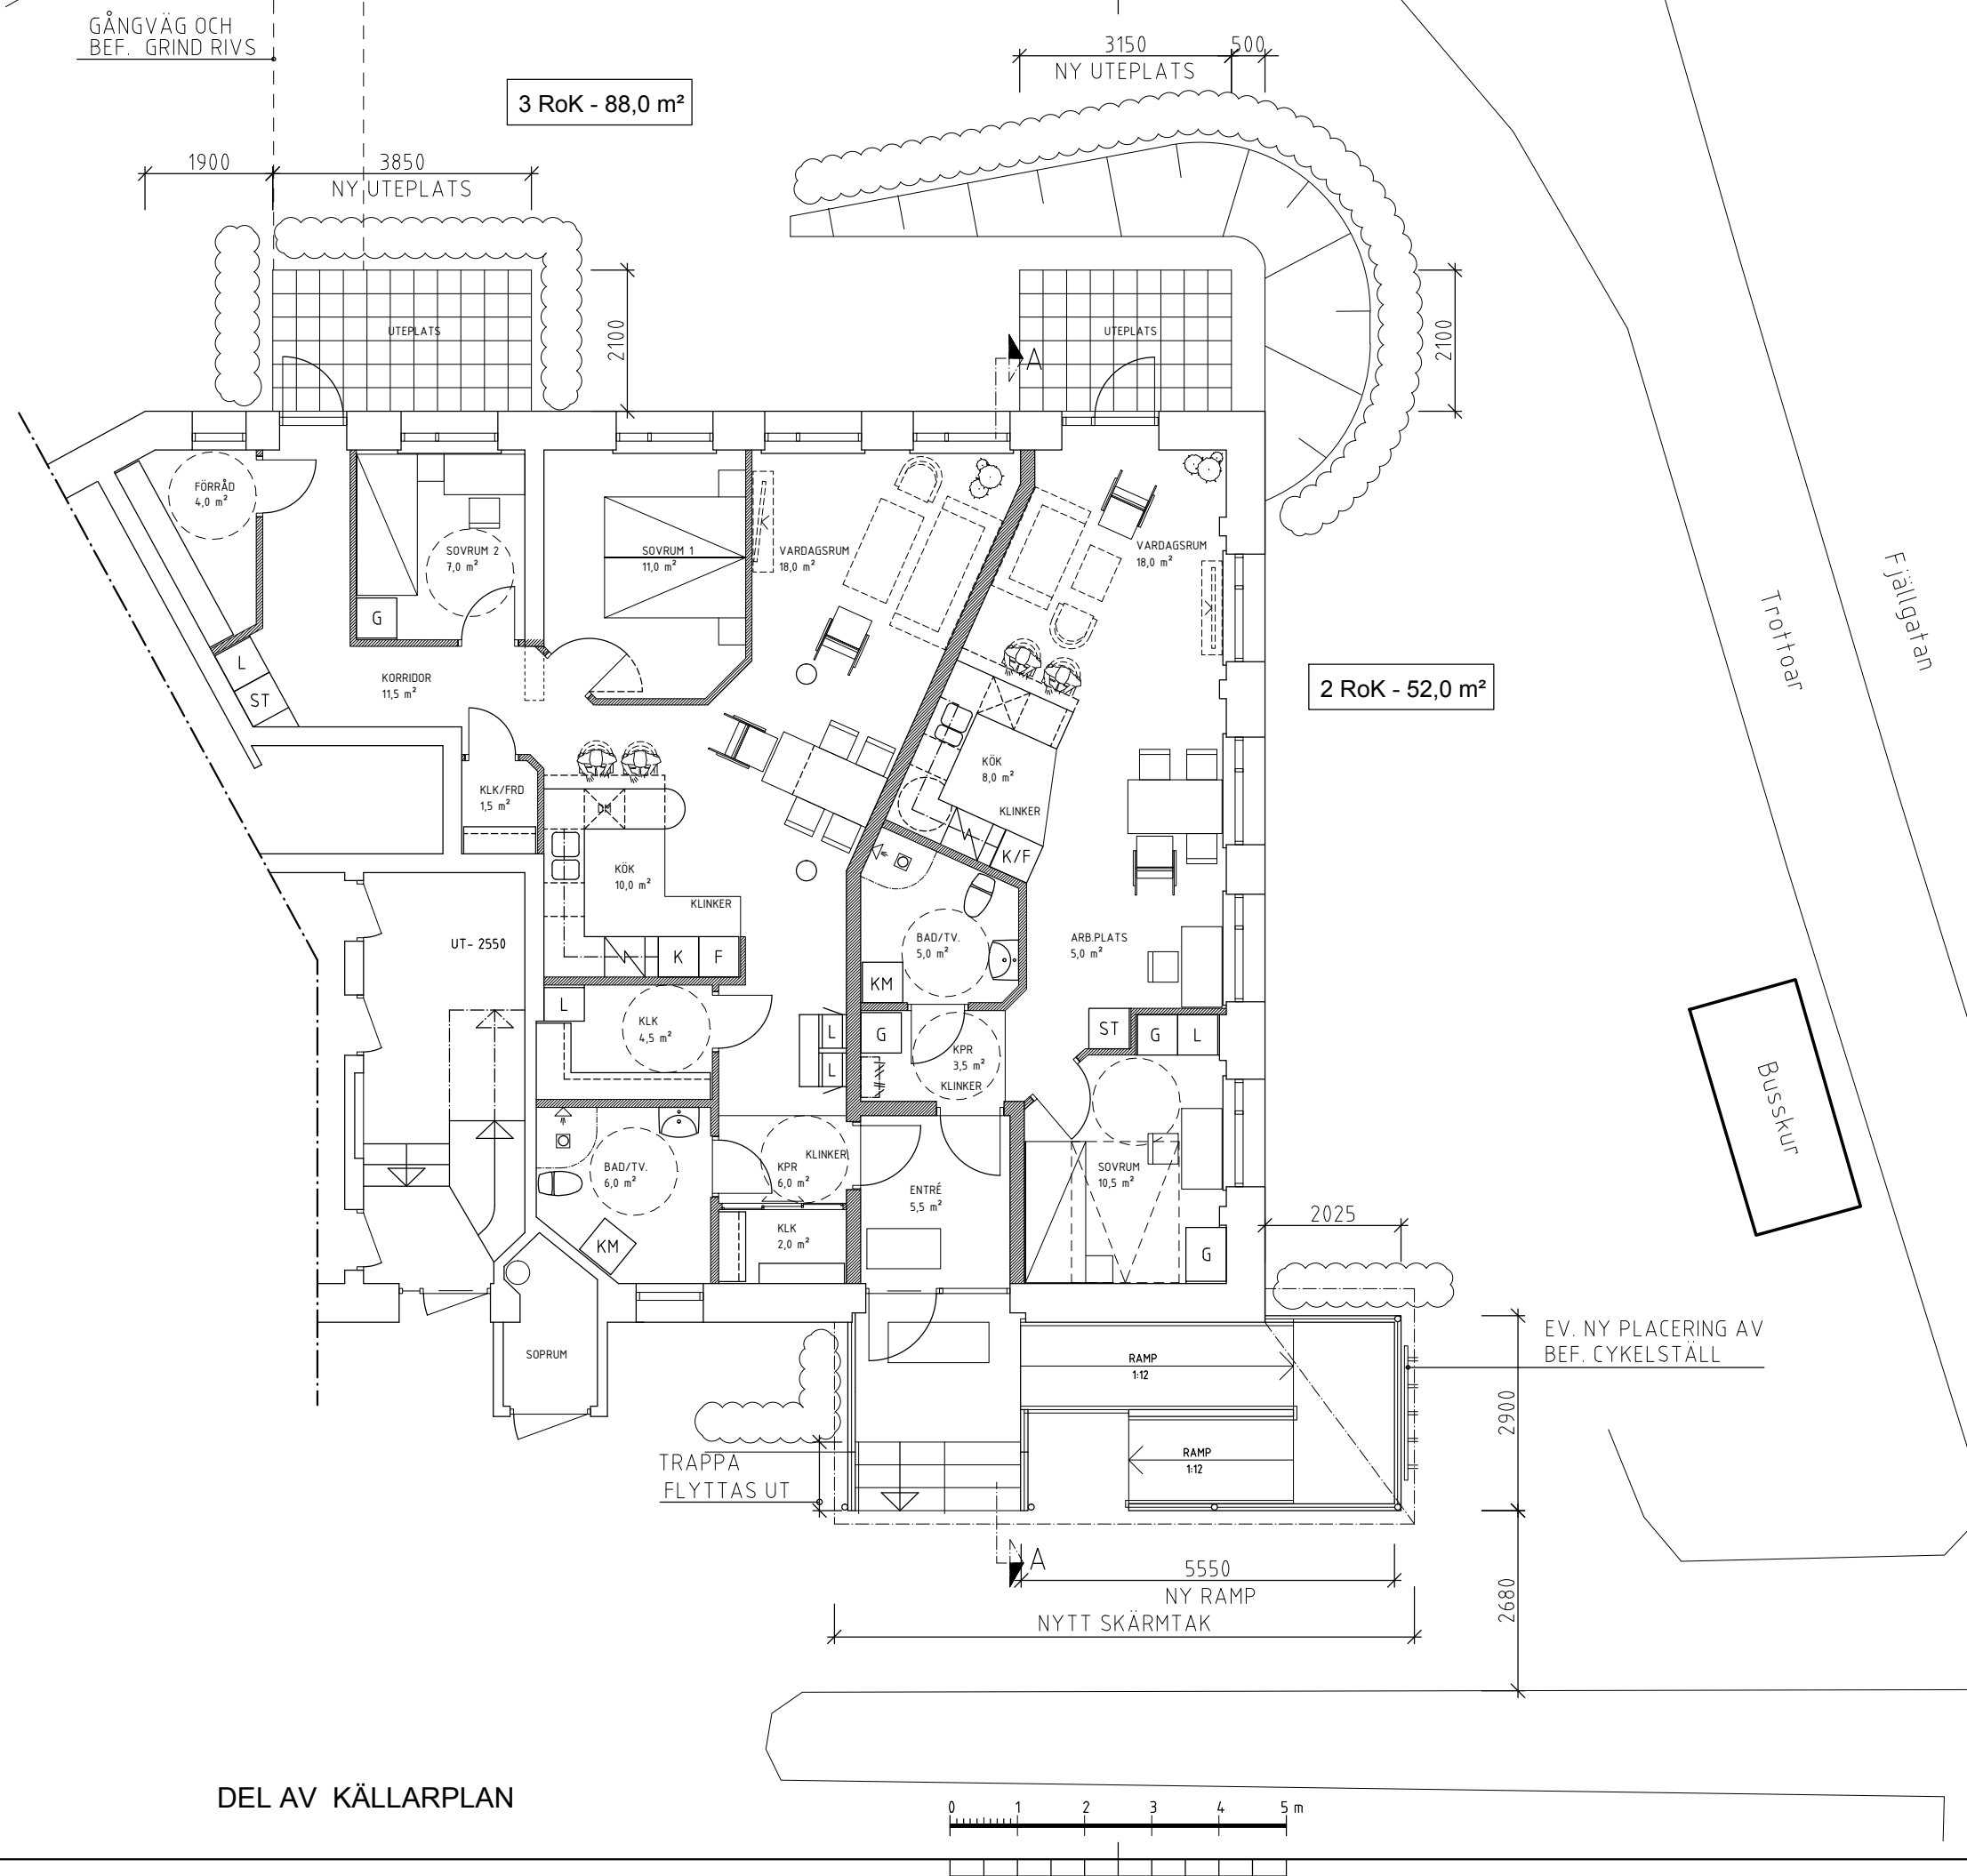 GÅNGVÄG OCH
BEF. GRIND RIVS
3 RoK - 88,0 m²
3150
500
NY UTEPLATS
1900
3850
NY UTEPLATS
UTEPLATS
2100
UTEPLATS
2100
A
FÖRRÅD
4,0 m²
SOVRUM 2
7,0 m²
G
SOVRUM 1
11,0 m²
VARDAGSRUM
18,0 m²
VARDAGSRUM
18,0 m²
L
ST
KORRIDOR
11,5 m²
2 RoK - 52,0 m²
Trottoar
Fjällgatan
KLK/FRD
1,5 m²
DM
KÖK
10,0 m²
KLINKER
K
F
KÖK
8,0 m²
KLINKER
K/F
UT- 2550
BAD/TV.
5,0 m²
KM
ARB.PLATS
5,0 m²
L
KLK
4,5 m²
L
L
G
KPR
3,5 m²
KLINKER
ST
G
L
Busskur
BAD/TV.
6,0 m²
KM
KLINKER
KPR
6,0 m²
KLK
2,0 m²
ENTRÉ
5,5 m²
SOVRUM
10,5 m²
G
2025
SOPRUM
RAMP
1:12
RAMP
1:12
EV. NY PLACERING AV
BEF. CYKELSTÄLL
2900
TRAPPA
FLYTTAS UT
A
5550
NY RAMP
NYTT SKÄRMTAK
2680
DEL AV KÄLLARPLAN
0 1 2 3 4 5 m